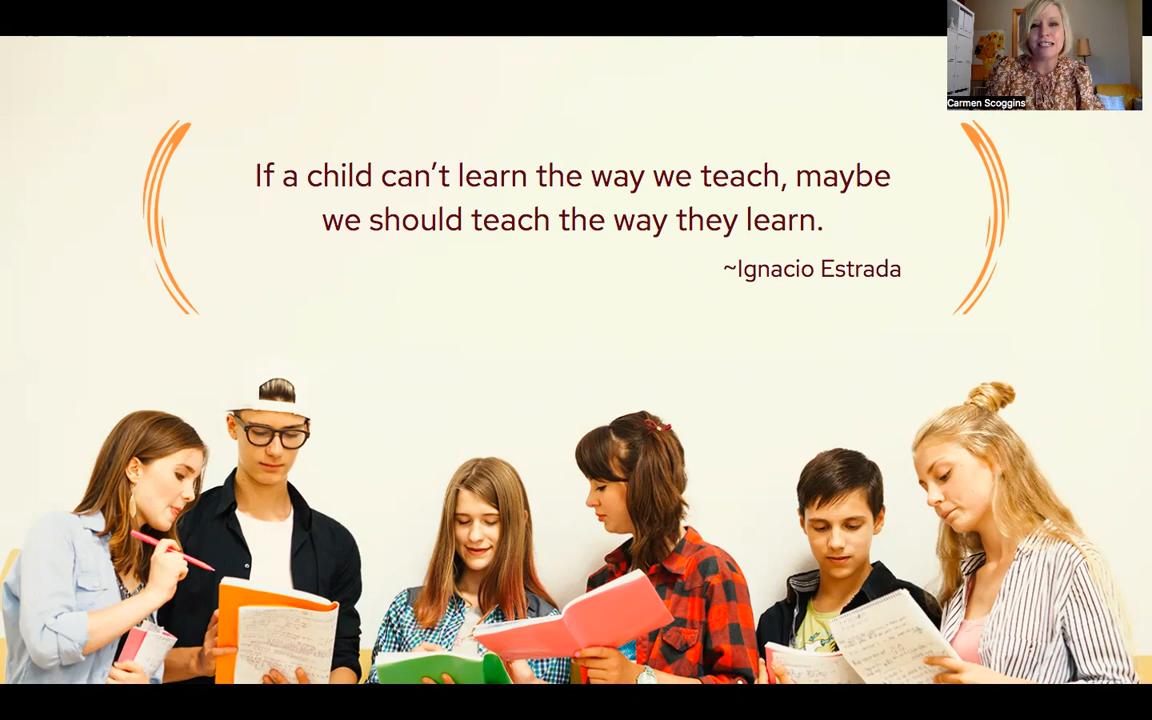 Carmen Scoggins
If a child can’t learn the way we teach, maybe
we should teach the way they learn.
~Ignacio Estrada